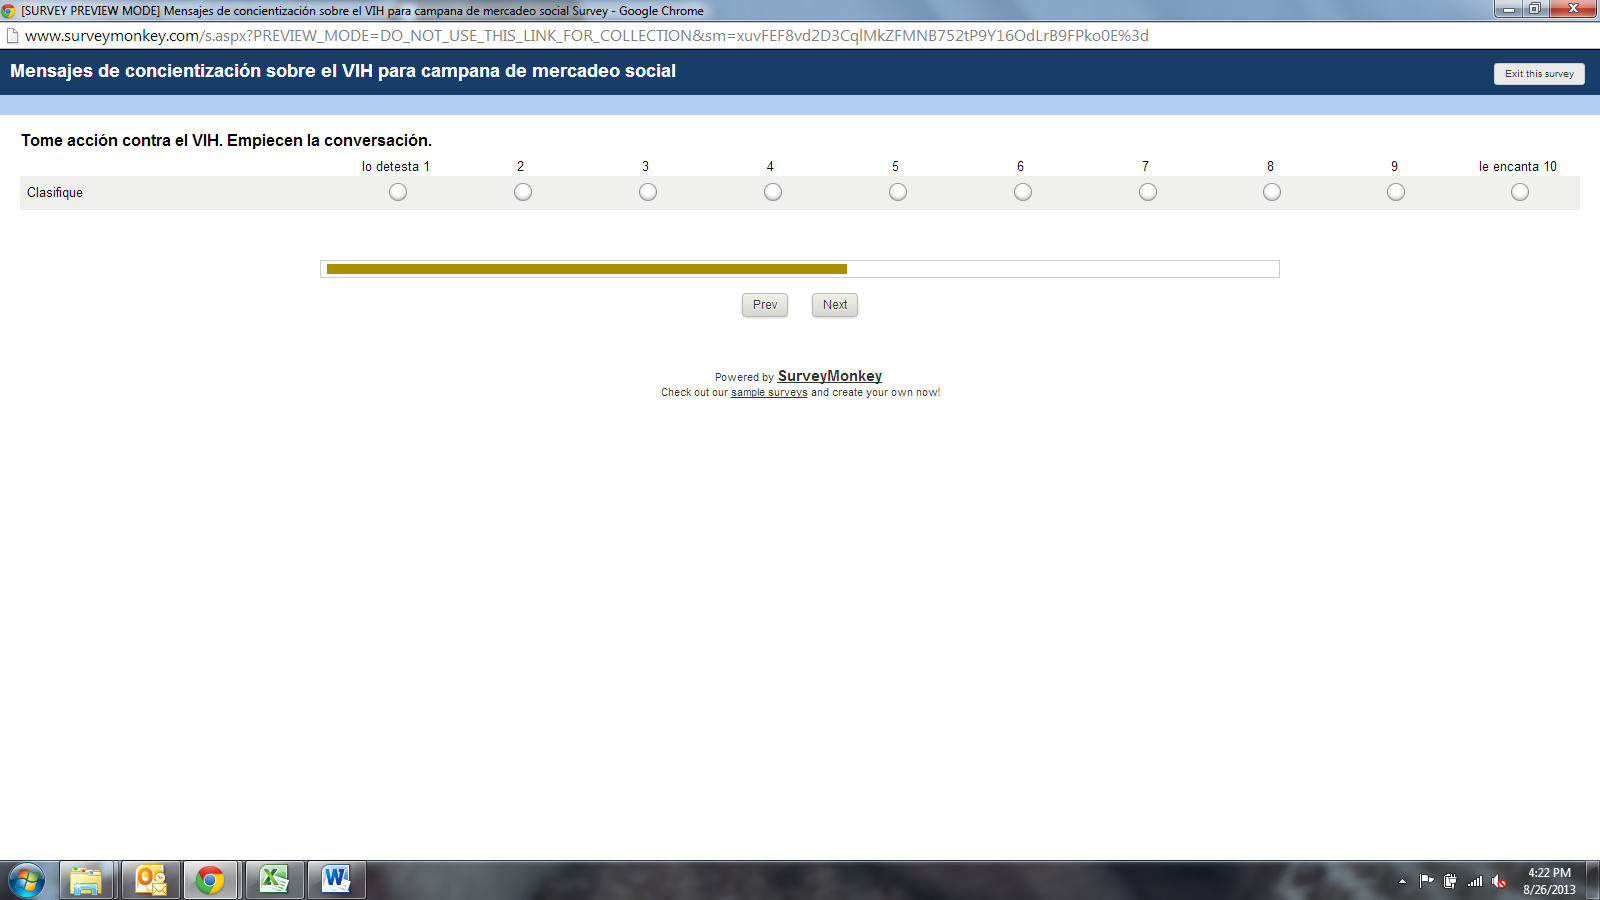 [SURVEY PREVIEW MODE] Mensajes de concientización sobre el VIH para campana de mercadeo social Survey - Google Chrome
www.surveymonkey.com/s.aspx?PREVIEW_MODE=DO_NOT_USE_THIS_LINK_FOR_COLLECTION&sm=xuvFEF8vd2D3CqlMkZFMNB752tP9Y16OdLrB9FPko0E%3d
Mensajes de concientización sobre el VIH para campana de mercadeo social
Exit this survey
Tome acción contra el VIH. Empiecen la conversación.
lo detesta 1 2 3 4 5 6 7 8 9 le encanta 10
Clasifique
Prev Next
Powered by SurveyMonkey
Check out our sample surveys and create your own now!
4:22 PM
8/26/2013